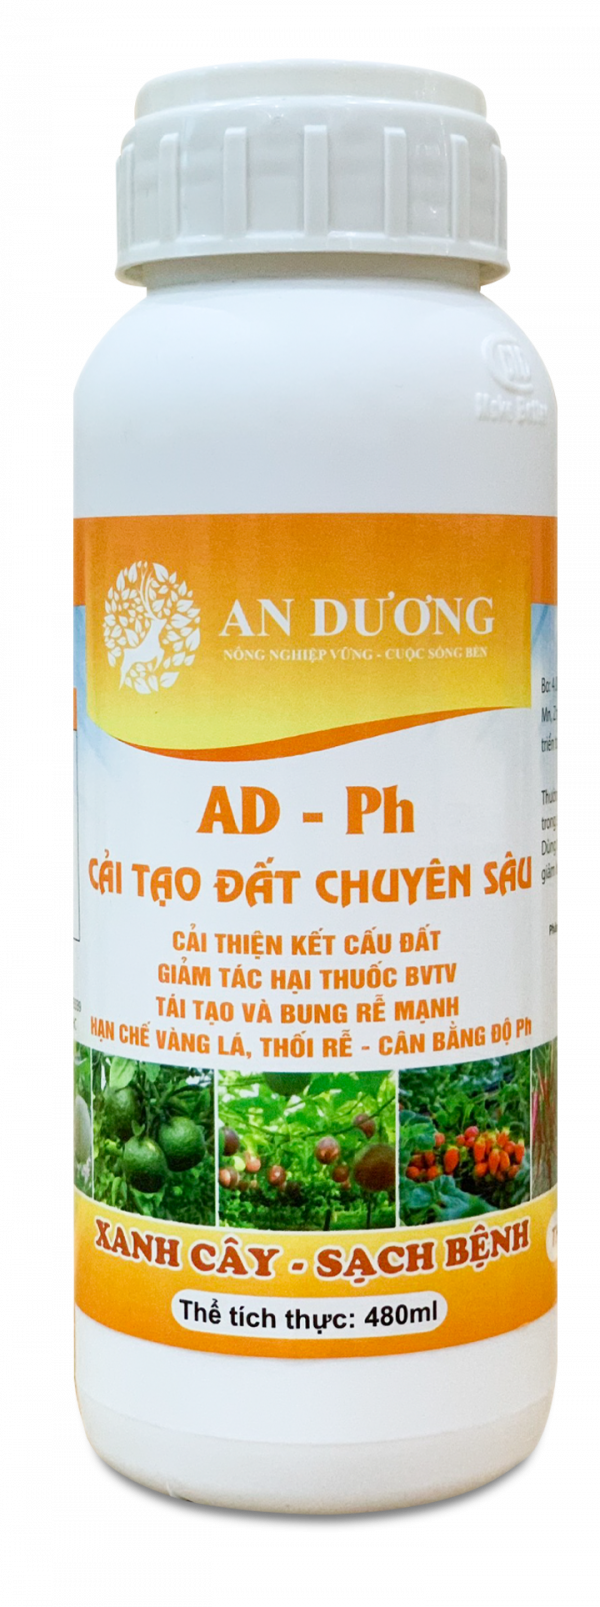 AN DƯƠNG
NÔNG NGHIỆP VỮNG - CUỘC SỐNG BỀN
AD - Ph
CẢI TẠO ĐẤT CHUYÊN SÂU
CẢI THIỆN KẾT CẤU ĐẤT
GIẢM TÁC HẠI THUỐC BVTV
TÁI TẠO VÀ BUNG RỄ MẠNH
HẠN CHẾ VÀNG LÁ, THỐI RỄ - CÂN BẰNG ĐỘ Ph
XANH CÂY - SẠCH BỆNH
Thể tích thực: 480ml